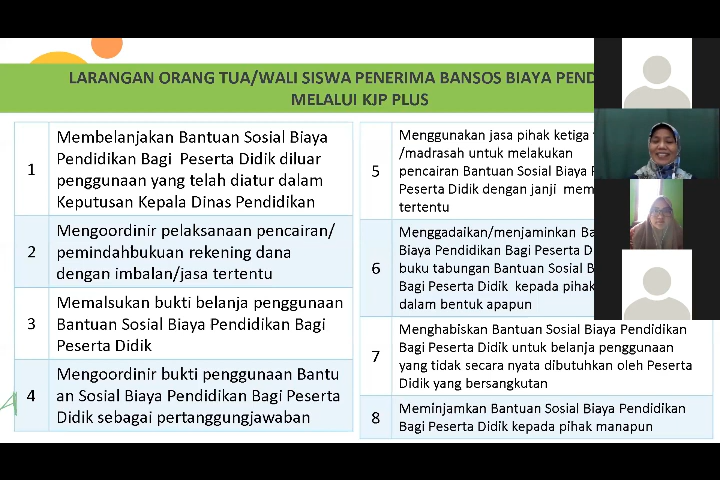 LARANGAN ORANG TUA/WALI SISWA PENERIMA BANSOS BIAYA PEND
MELALUI KJP PLUS
1
Membelanjakan Bantuan Sosial Biaya
Pendidikan Bagi Peserta Didik diluar
penggunaan yang telah diatur dalam
Keputusan Kepala Dinas Pendidikan
2
Mengoordinir pelaksanaan pencairan/
pemindahbukuan rekening dana
dengan imbalan/jasa tertentu
3
Memalsukan bukti belanja penggunaan
Bantuan Sosial Biaya Pendidikan Bagi
Peserta Didik
4
Mengoordinir bukti penggunaan Bantu
an Sosial Biaya Pendidikan Bagi Peserta
Didik sebagai pertanggungjawaban
5
Menggunakan jasa pihak ketiga
/madrasah untuk melakukan
pencairan Bantuan Sosial Biaya
Peserta Didik dengan janji mem
tertentu
6
Menggadaikan/menjaminkan Ba
Biaya Pendidikan Bagi Peserta D
buku tabungan Bantuan Sosial B
Bagi Peserta Didik kepada pihak
dalam bentuk apapun
7
Menghabiskan Bantuan Sosial Biaya Pendidikan
Bagi Peserta Didik untuk belanja penggunaan
yang tidak secara nyata dibutuhkan oleh Peserta
Didik yang bersangkutan
8
Meminjamkan Bantuan Sosial Biaya Pendidikan
Bagi Peserta Didik kepada pihak manapun